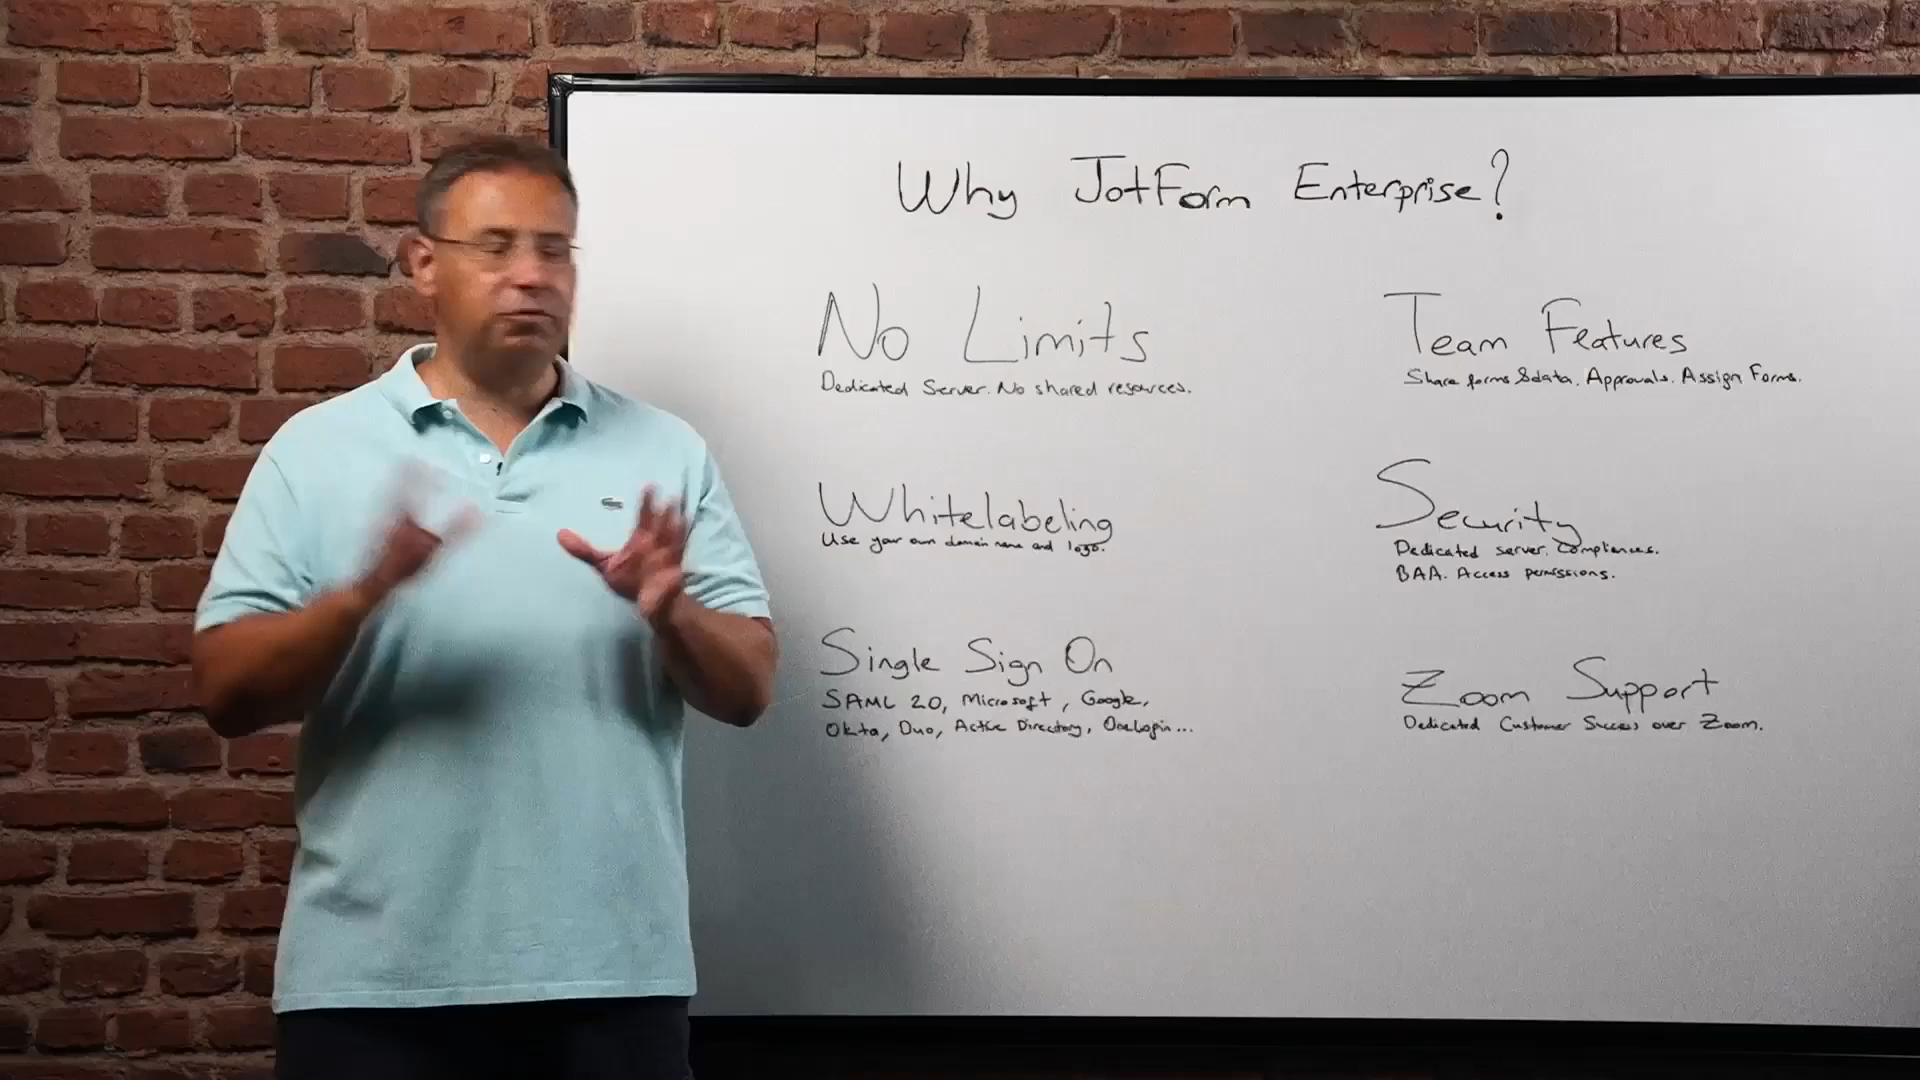 Why JotForm Enterprise?
No Limits
Dedicated Server. No shared resources.
Whitelabeling
Use your own domain name and logo.
Single Sign On
SAML 2.0, Microsoft, Google,
Okta, Duo, Active Directory, OneLogin...
Team Features
Share forms & data. Approvals. Assign Forms.
Security
Dedicated server. Compliances.
BAA. Access permissions.
Zoom Support
Dedicated Customer Success over Zoom.